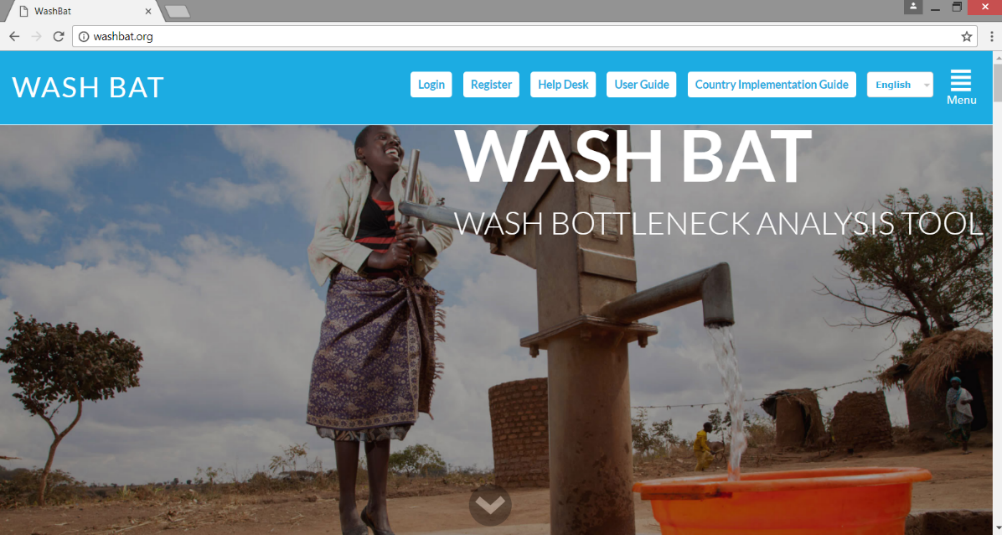 WashBat
washbat.org
WASH BAT
Login Register Help Desk User Guide Country Implementation Guide English
Menu
WASH BAT
WASH BOTTLENECK ANALYSIS TOOL